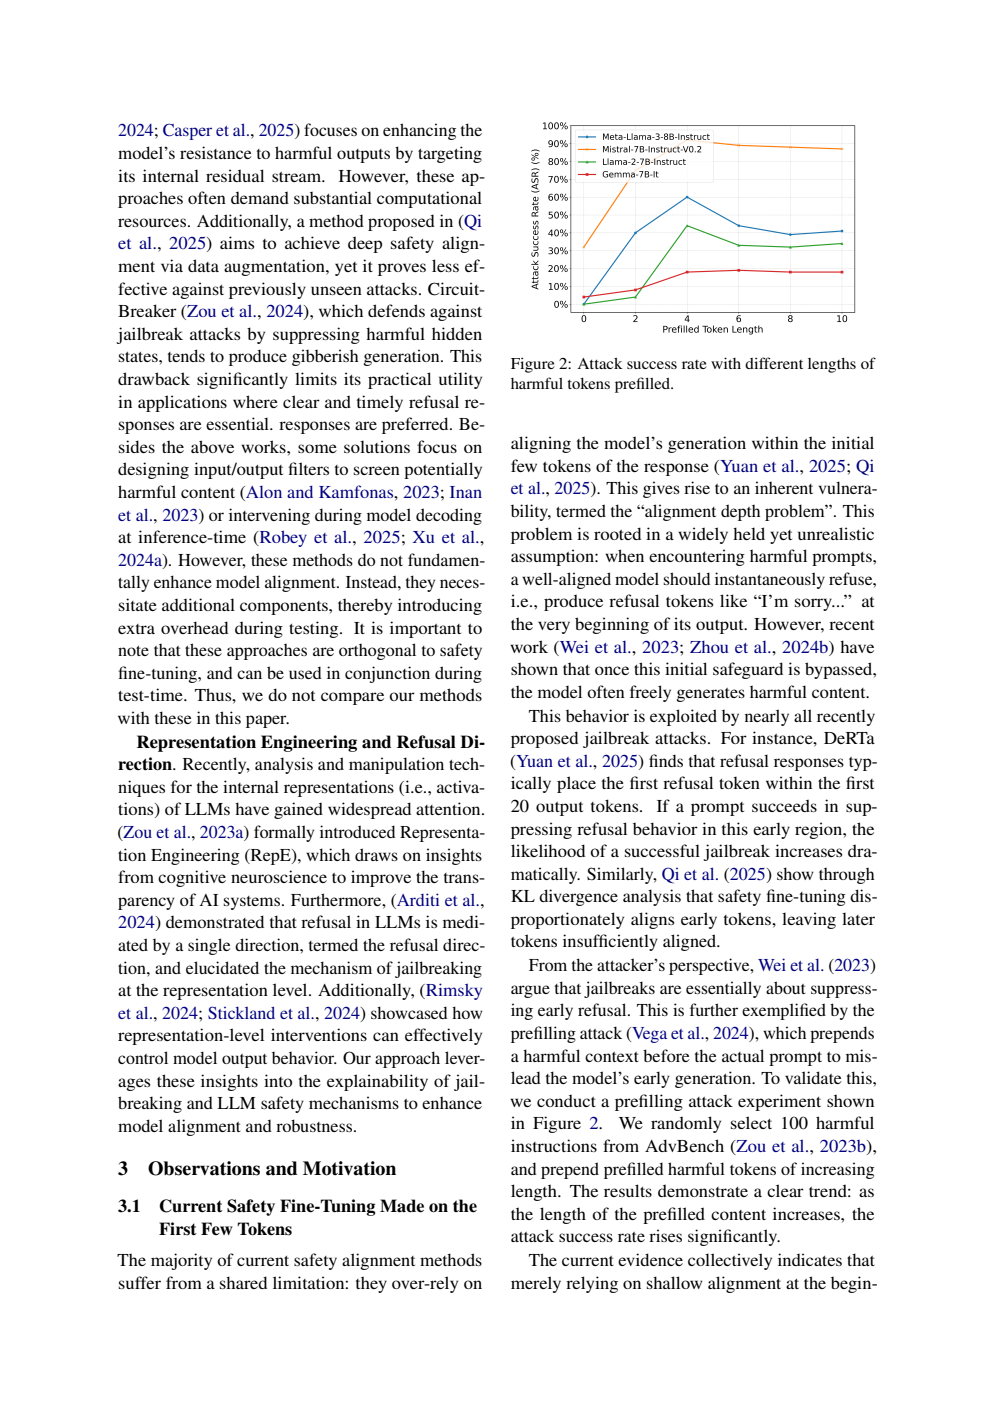 2024; Casper et al., 2025) focuses on enhancing the
model's resistance to harmful outputs by targeting
its internal residual stream. However, these ap-
proaches often demand substantial computational
resources. Additionally, a method proposed in (Qi
et al., 2025) aims to achieve deep safety align-
ment via data augmentation, yet it proves less ef-
fective against previously unseen attacks. Circuit-
Breaker (Zou et al., 2024), which defends against
jailbreak attacks by suppressing harmful hidden
states, tends to produce gibberish generation. This
drawback significantly limits its practical utility
in applications where clear and timely refusal re-
sponses are essential. responses are preferred. Be-
sides the above works, some solutions focus on
designing input/output filters to screen potentially
harmful content (Alon and Kamfonas, 2023; Inan
et al., 2023) or intervening during model decoding
at inference-time (Robey et al., 2025; Xu et al.,
2024a). However, these methods do not fundamen-
tally enhance model alignment. Instead, they neces-
sitate additional components, thereby introducing
extra overhead during testing. It is important to
note that these approaches are orthogonal to safety
fine-tuning, and can be used in conjunction during
test-time. Thus, we do not compare our methods
with these in this paper.
Representation Engineering and Refusal Di-
rection. Recently, analysis and manipulation tech-
niques for the internal representations (i.e., activa-
tions) of LLMs have gained widespread attention.
(Zou et al., 2023a) formally introduced Representa-
tion Engineering (RepE), which draws on insights
from cognitive neuroscience to improve the trans-
parency of AI systems. Furthermore, (Arditi et al.,
2024) demonstrated that refusal in LLMs is medi-
ated by a single direction, termed the refusal direc-
tion, and elucidated the mechanism of jailbreaking
at the representation level. Additionally, (Rimsky
et al., 2024; Stickland et al., 2024) showcased how
representation-level interventions can effectively
control model output behavior. Our approach lever-
ages these insights into the explainability of jail-
breaking and LLM safety mechanisms to enhance
model alignment and robustness.
3 Observations and Motivation
3.1 Current Safety Fine-Tuning Made on the
First Few Tokens
The majority of current safety alignment methods
suffer from a shared limitation: they over-rely on
100%
90%
80%
70%
60%
50%
40%
30%
20%
10%
0%
Attack Success Rate (ASR) (%)
Meta-Llama-3-8B-Instruct
Mistral-7B-Instruct-V0.2
Llama-2-7B-Instruct
Gemma-7B-It
0 2 4 6 8 10
Prefilled Token Length
Figure 2: Attack success rate with different lengths of
harmful tokens prefilled.
aligning the model's generation within the initial
few tokens of the response (Yuan et al., 2025; Qi
et al., 2025). This gives rise to an inherent vulnera-
bility, termed the “alignment depth problem”. This
problem is rooted in a widely held yet unrealistic
assumption: when encountering harmful prompts,
a well-aligned model should instantaneously refuse,
i.e., produce refusal tokens like “I'm sorry...” at
the very beginning of its output. However, recent
work (Wei et al., 2023; Zhou et al., 2024b) have
shown that once this initial safeguard is bypassed,
the model often freely generates harmful content.
This behavior is exploited by nearly all recently
proposed jailbreak attacks. For instance, DeRTa
(Yuan et al., 2025) finds that refusal responses typ-
ically place the first refusal token within the first
20 output tokens. If a prompt succeeds in sup-
pressing refusal behavior in this early region, the
likelihood of a successful jailbreak increases dra-
matically. Similarly, Qi et al. (2025) show through
KL divergence analysis that safety fine-tuning dis-
proportionately aligns early tokens, leaving later
tokens insufficiently aligned.
From the attacker's perspective, Wei et al. (2023)
argue that jailbreaks are essentially about suppress-
ing early refusal. This is further exemplified by the
prefilling attack (Vega et al., 2024), which prepends
a harmful context before the actual prompt to mis-
lead the model's early generation. To validate this,
we conduct a prefilling attack experiment shown
in Figure 2. We randomly select 100 harmful
instructions from AdvBench (Zou et al., 2023b),
and prepend prefilled harmful tokens of increasing
length. The results demonstrate a clear trend: as
the length of the prefilled content increases, the
attack success rate rises significantly.
The current evidence collectively indicates that
merely relying on shallow alignment at the begin-